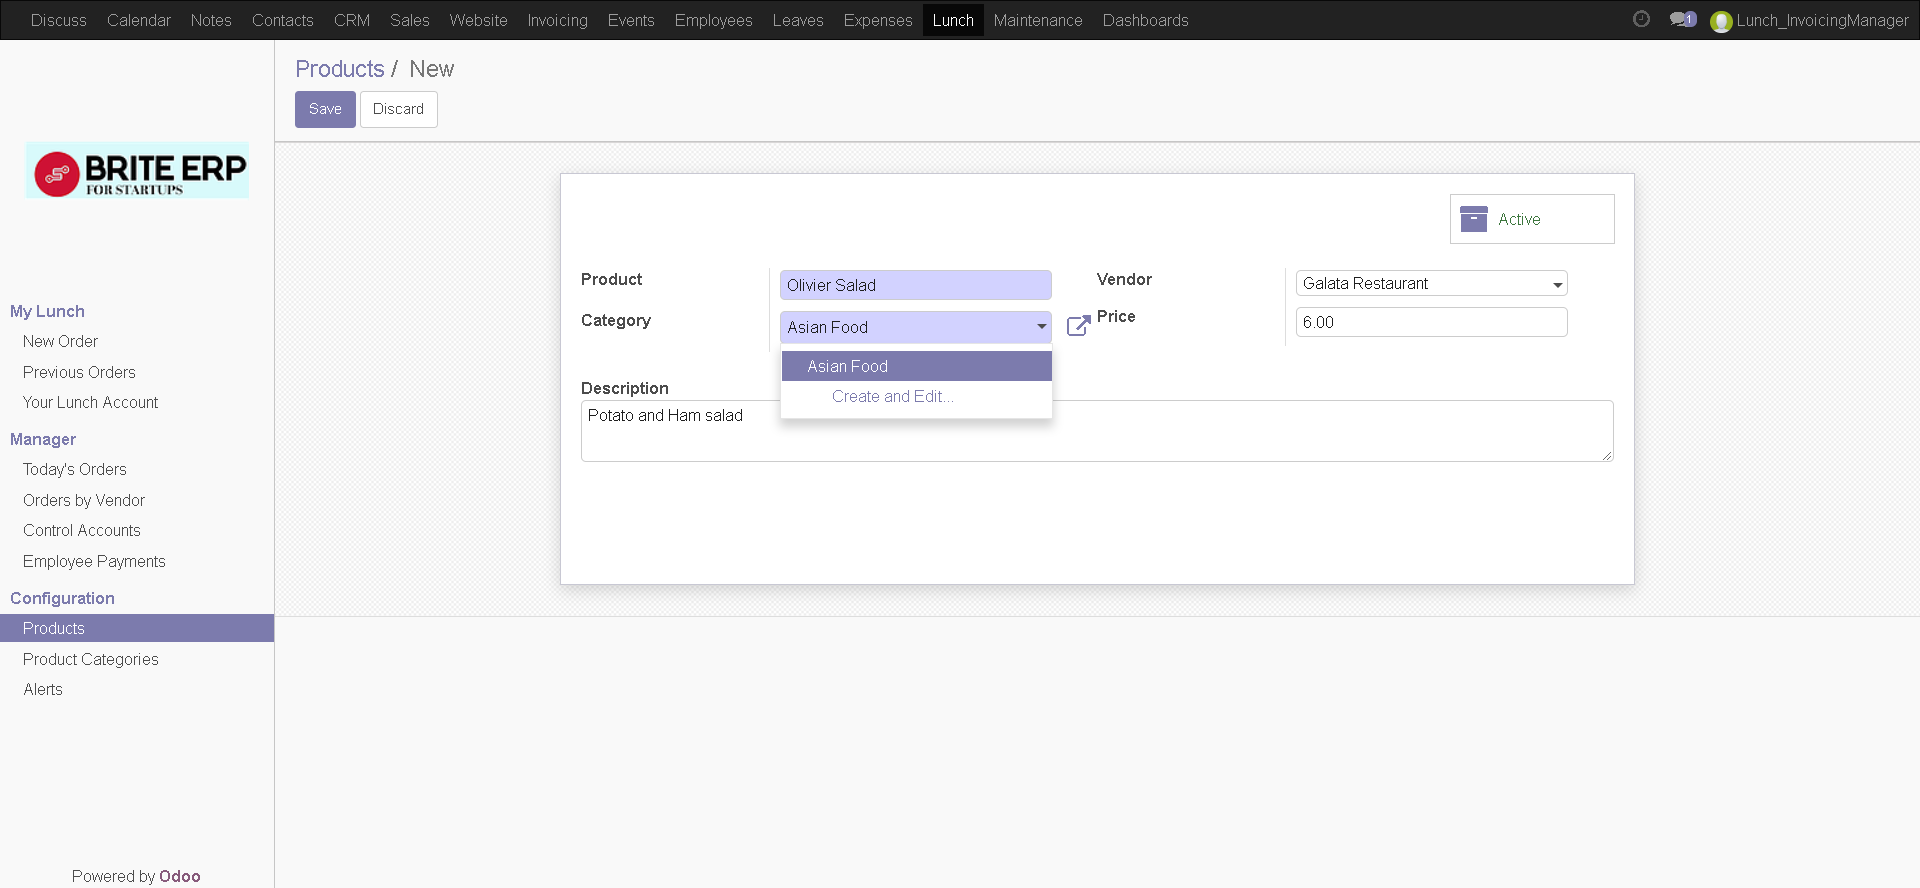 Discuss Calendar Notes Contacts CRM Sales Website Invoicing Events Employees Leaves Expenses Lunch Maintenance Dashboards 1 Lunch_InvoicingManager
Products / New
Save Discard
BRITE ERP
FOR STARTUPS
My Lunch
New Order
Previous Orders
Your Lunch Account
Manager
Today's Orders
Orders by Vendor
Control Accounts
Employee Payments
Configuration
Products
Product Categories
Alerts
Powered by Odoo
Active
Product Olivier Salad
Category Asian Food
Asian Food
Create and Edit...
Vendor Galata Restaurant
Price 6.00
Description
Potato and Ham salad